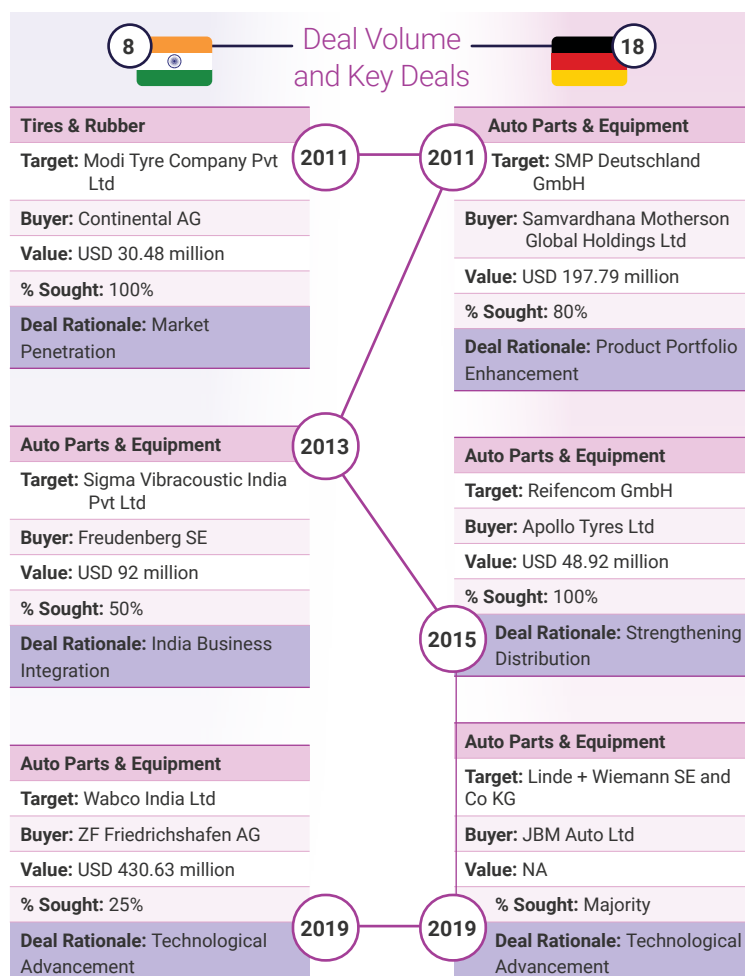 8
Deal Volume
and Key Deals
18
Tires & Rubber
Target: Modi Tyre Company Pvt
Ltd
Buyer: Continental AG
Value: USD 30.48 million
% Sought: 100%
Deal Rationale: Market
Penetration
2011
2011
Auto Parts & Equipment
Target: SMP Deutschland
GmbH
Buyer: Samvardhana Motherson
Global Holdings Ltd
Value: USD 197.79 million
% Sought: 80%
Deal Rationale: Product Portfolio
Enhancement
Auto Parts & Equipment
Target: Sigma Vibracoustic India
Pvt Ltd
Buyer: Freudenberg SE
Value: USD 92 million
% Sought: 50%
Deal Rationale: India Business
Integration
2013
Auto Parts & Equipment
Target: Reifencom GmbH
Buyer: Apollo Tyres Ltd
Value: USD 48.92 million
% Sought: 100%
Deal Rationale: Strengthening
Distribution
2015
Auto Parts & Equipment
Target: Wabco India Ltd
Buyer: ZF Friedrichshafen AG
Value: USD 430.63 million
% Sought: 25%
Deal Rationale: Technological
Advancement
2019
2019
Auto Parts & Equipment
Target: Linde + Wiemann SE and
Co KG
Buyer: JBM Auto Ltd
Value: NA
% Sought: Majority
Deal Rationale: Technological
Advancement